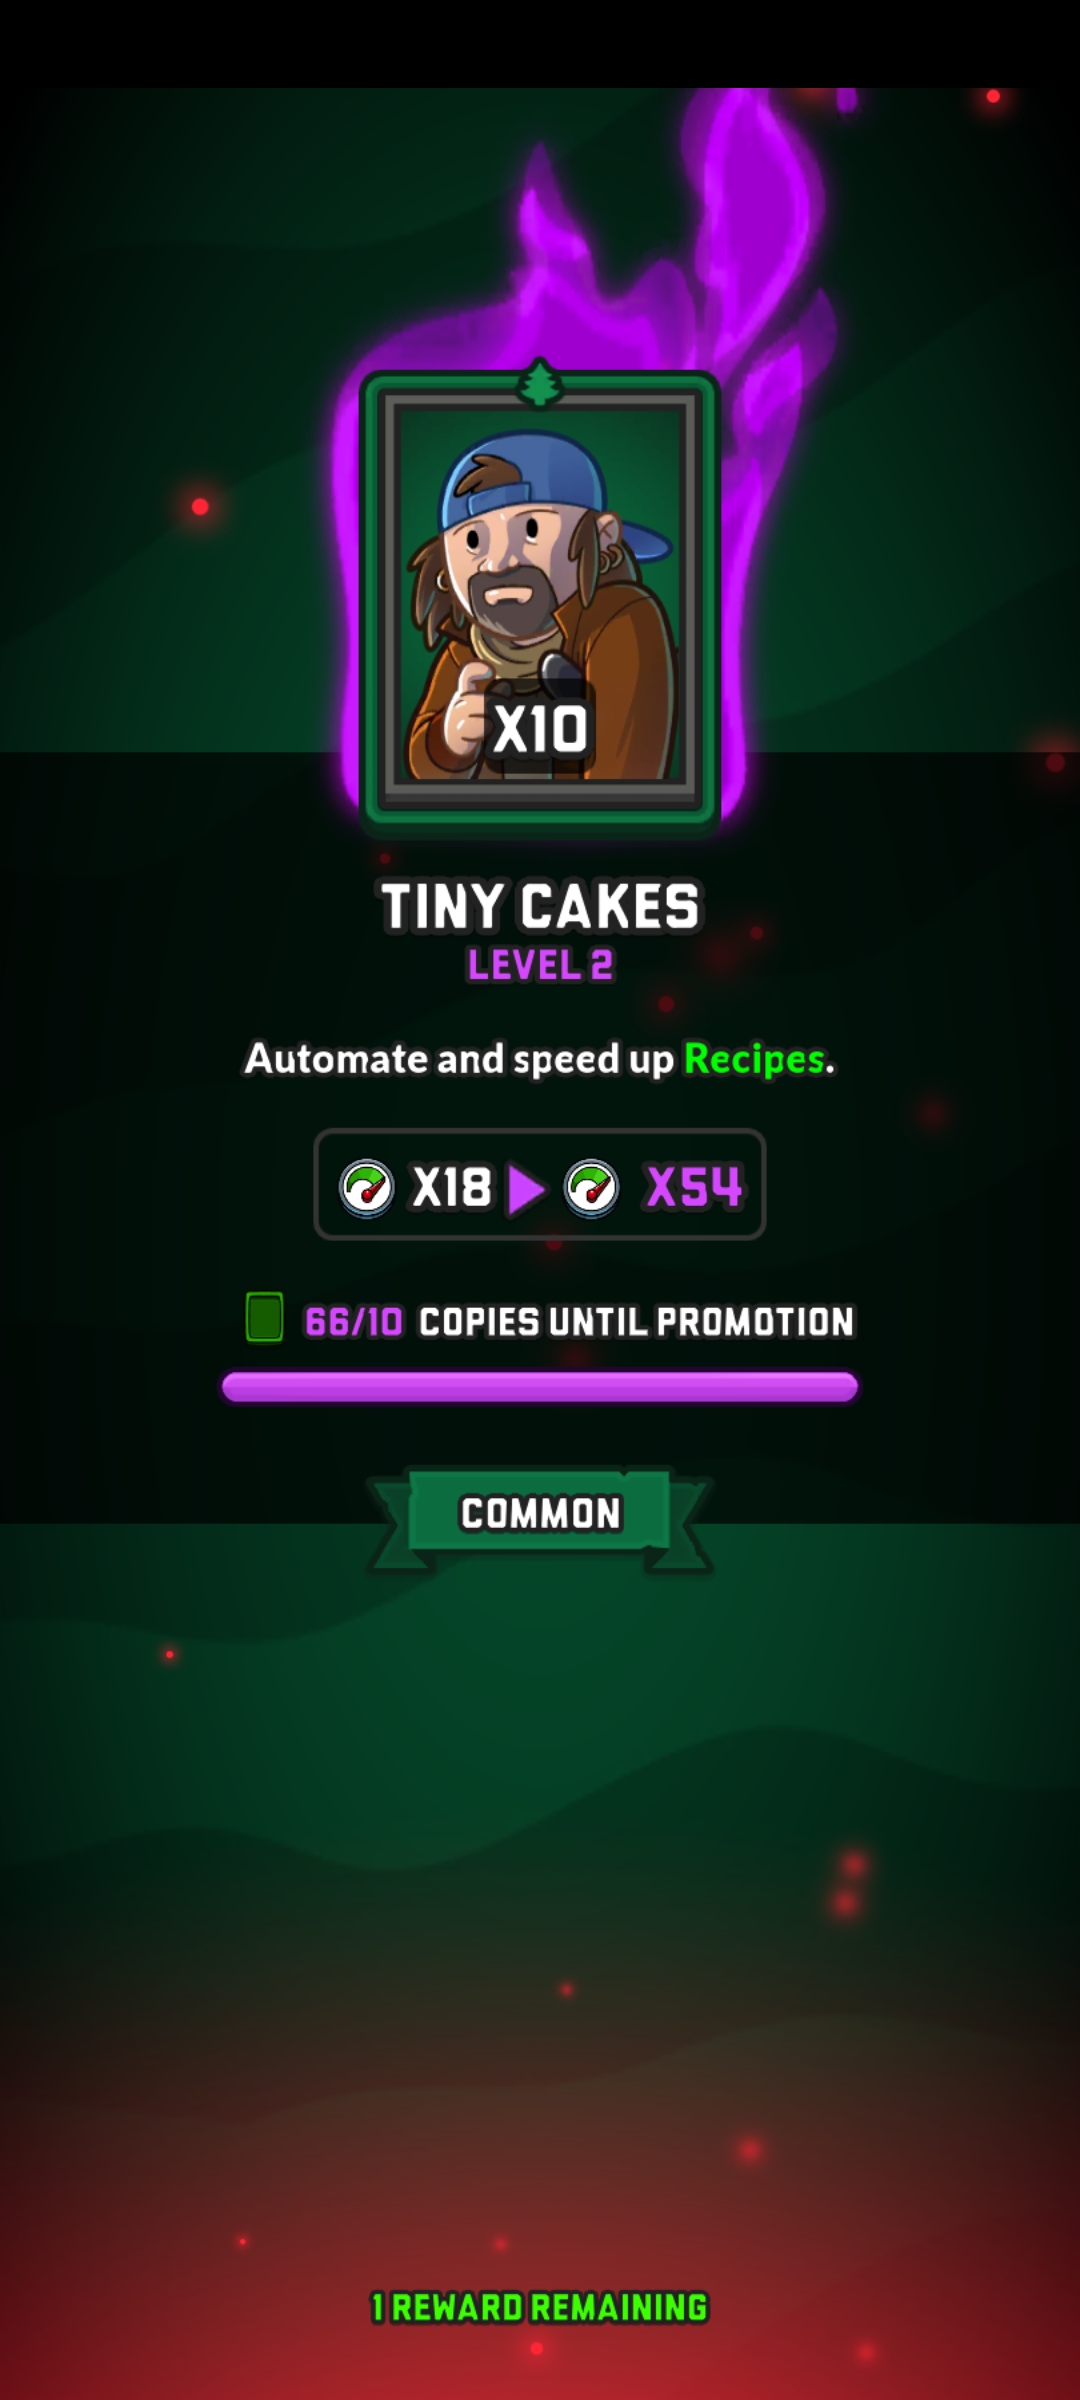 X10
TINY CAKES
LEVEL 2
Automate and speed up Recipes.
X18 X54
66/10 COPIES UNTIL PROMOTION
COMMON
1 REWARD REMAINING